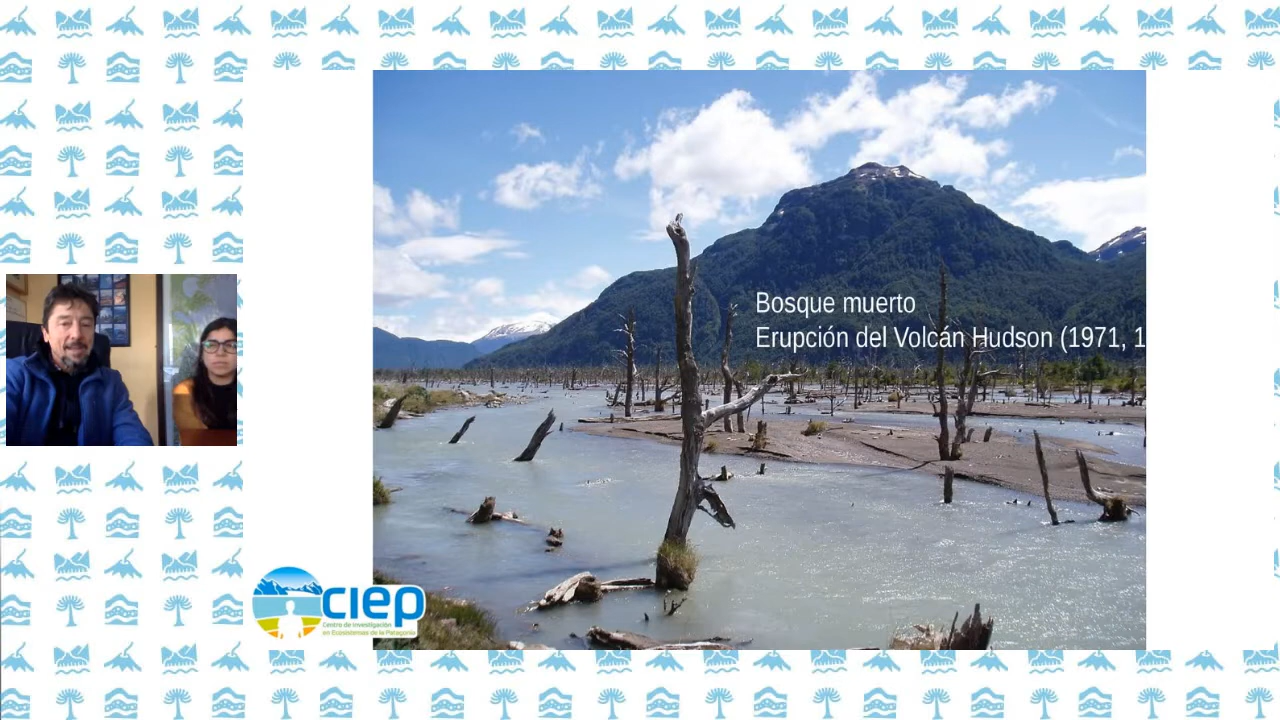 Bosque muerto
Erupción del Volcán Hudson (1971, 1
ciep
Centro de Investigación
en Ecosistemas de la Patagonia